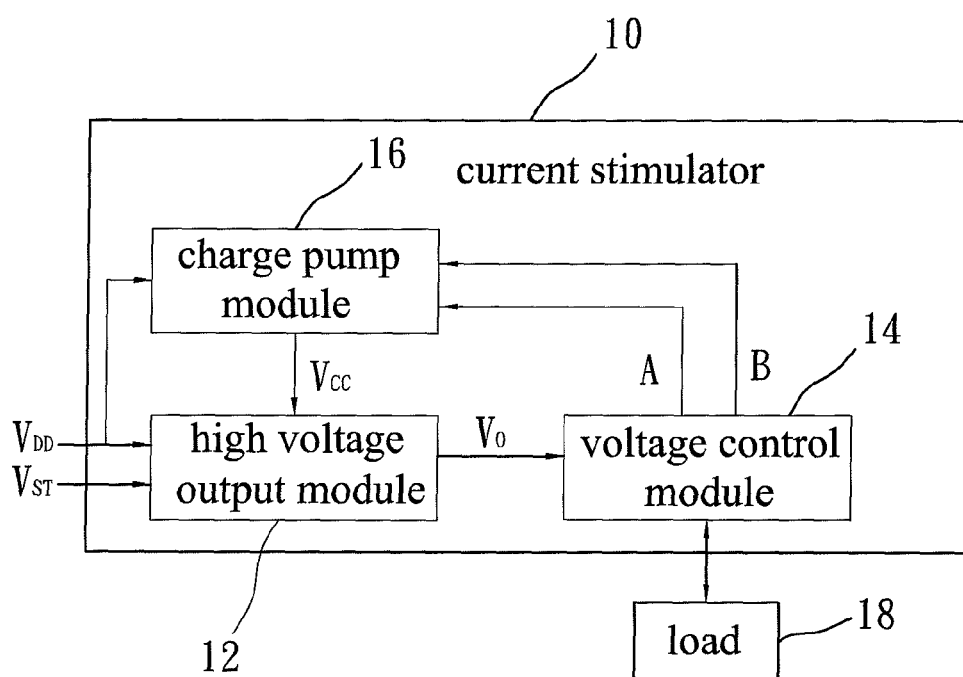 10
16
current stimulator
charge pump
module
14
A
B
VCC
VDD
high voltage
VO
voltage control
VST
output module
module
12
load
18